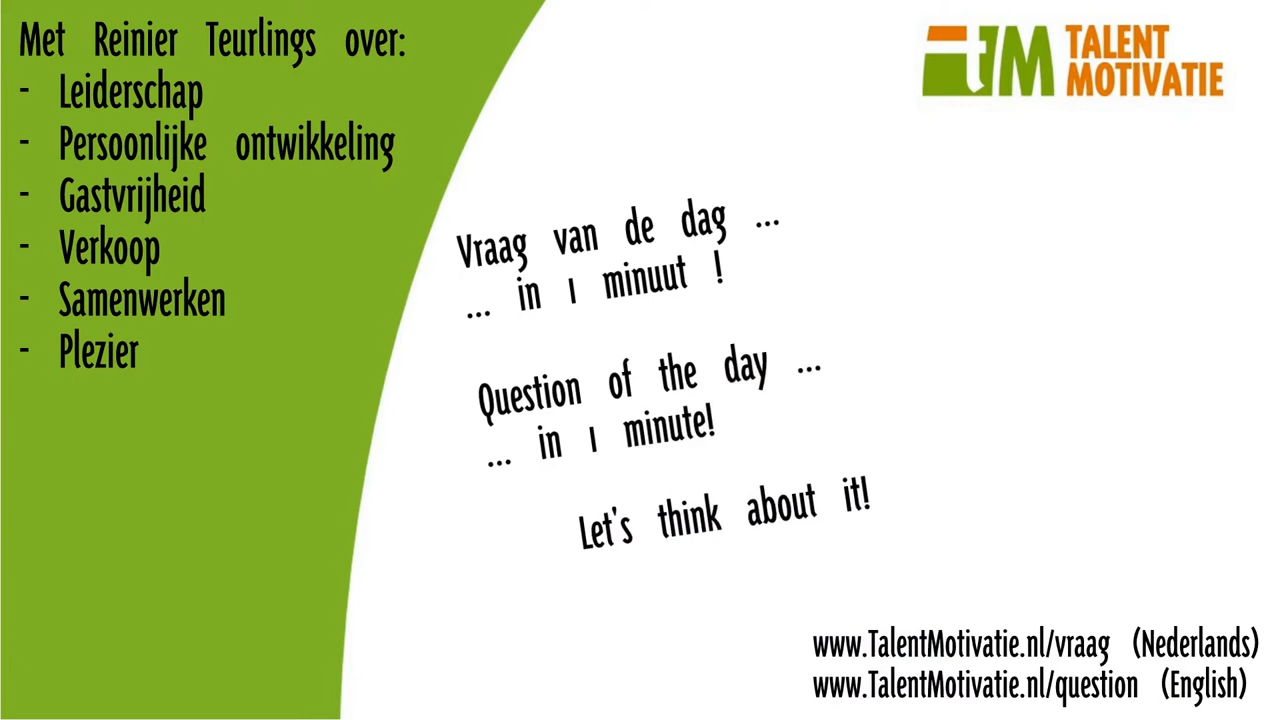 Met Reinier Teurlings over:
- Leiderschap
- Persoonlijke ontwikkeling
- Gastvrijheid
- Verkoop
- Samenwerken
- Plezier
tM TALENT
MOTIVATIE
Vraag van de dag ...
... in 1 minuut !
Question of the day ...
... in 1 minute!
Let's think about it!
www.TalentMotivatie.nl/vraag (Nederlands)
www.TalentMotivatie.nl/question (English)